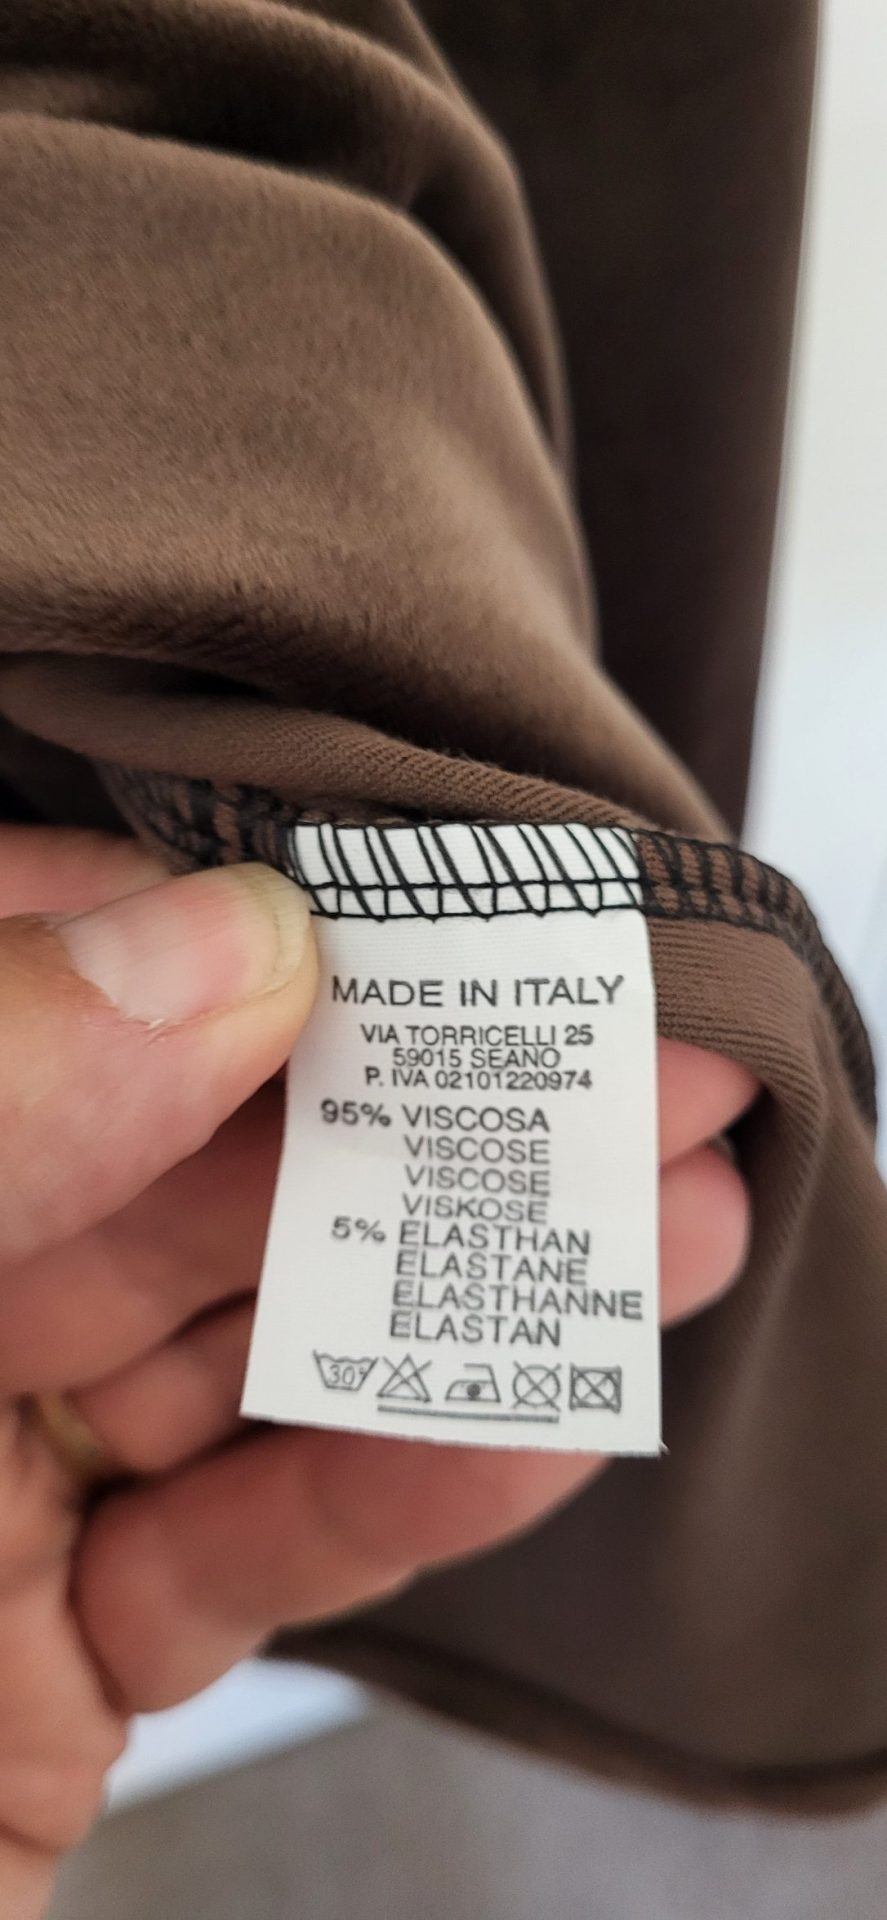 MADE IN ITALY
VIA TORRICELLI 25
59015 SEANO
P. IVA 02101220974
95% VISCOSA
VISCOSE
VISCOSE
VISKOSE
5% ELASTHAN
ELASTANE
ELASTHANNE
ELASTAN
30°